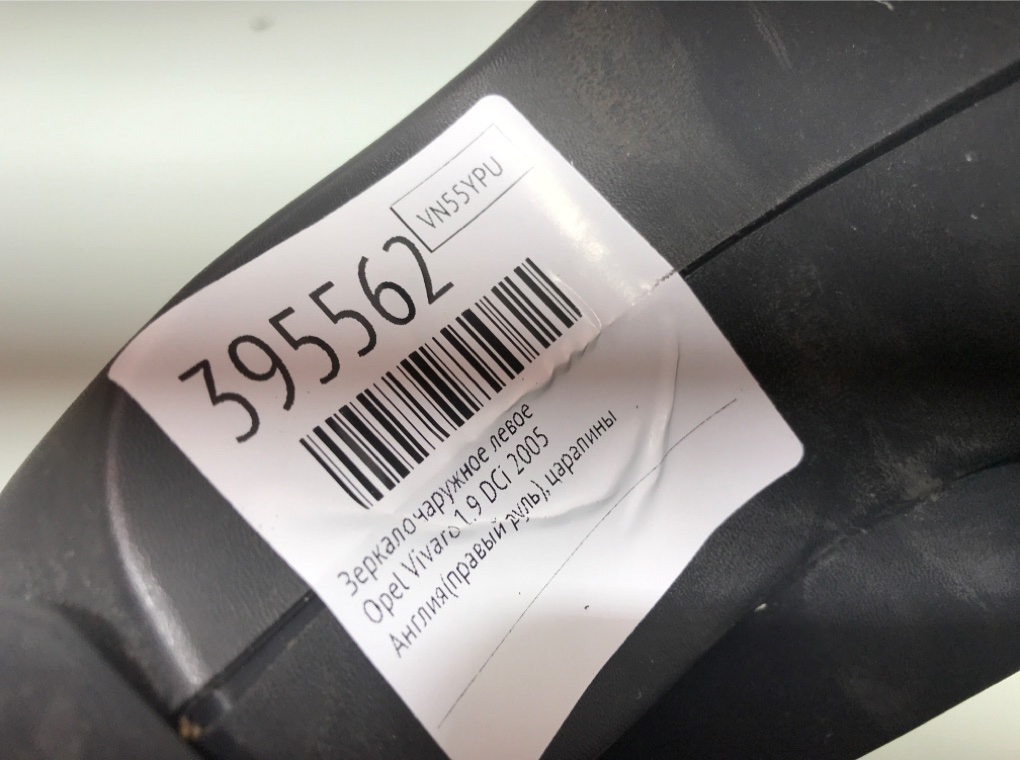 VN55YPU
395562
Зеркало наружное левое
Opel Vivaro 1.9 DCi 2005
Англия(правый руль),царапины